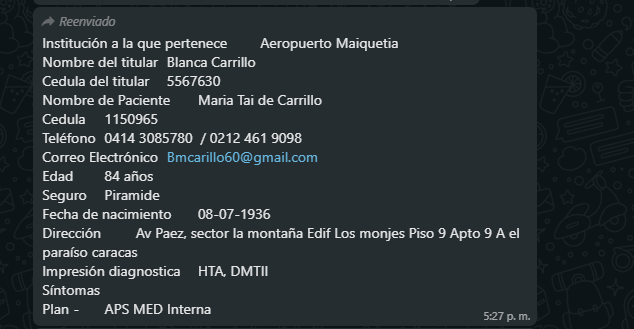 Reenviado
Institución a la que pertenece Aeropuerto Maiquetia
Nombre del titular Blanca Carrillo
Cedula del titular 5567630
Nombre de Paciente Maria Tai de Carrillo
Cedula 1150965
Teléfono 0414 3085780 / 0212 461 9098
Correo Electrónico Bmcarillo60@gmail.com
Edad 84 años
Seguro Piramide
Fecha de nacimiento 08-07-1936
Dirección Av Paez, sector la montaña Edif Los monjes Piso 9 Apto 9 A el
paraíso caracas
Impresión diagnostica HTA, DMTII
Síntomas
Plan - APS MED Interna
5:27 p. m.